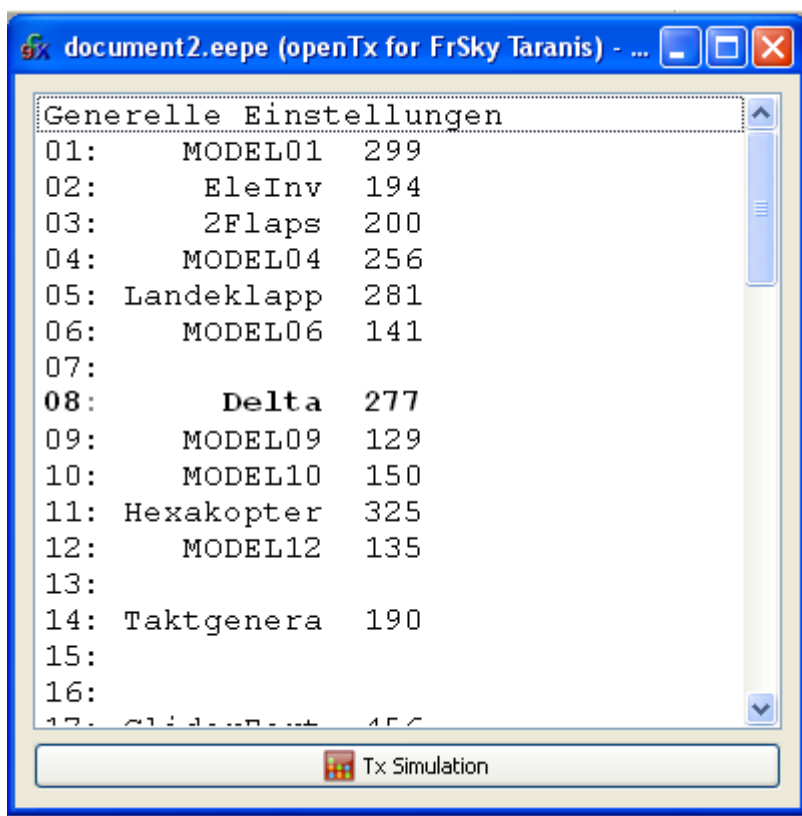 document2.eepe (openTx for FrSky Taranis) - ...
Generelle Einstellungen
01: MODEL01 299
02: EleInv 194
03: 2Flaps 200
04: MODEL04 256
05: Landeklapp 281
06: MODEL06 141
07:
08: Delta 277
09: MODEL09 129
10: MODEL10 150
11: Hexakopter 325
12: MODEL12 135
13:
14: Taktgenera 190
15:
16:
17:
Tx Simulation